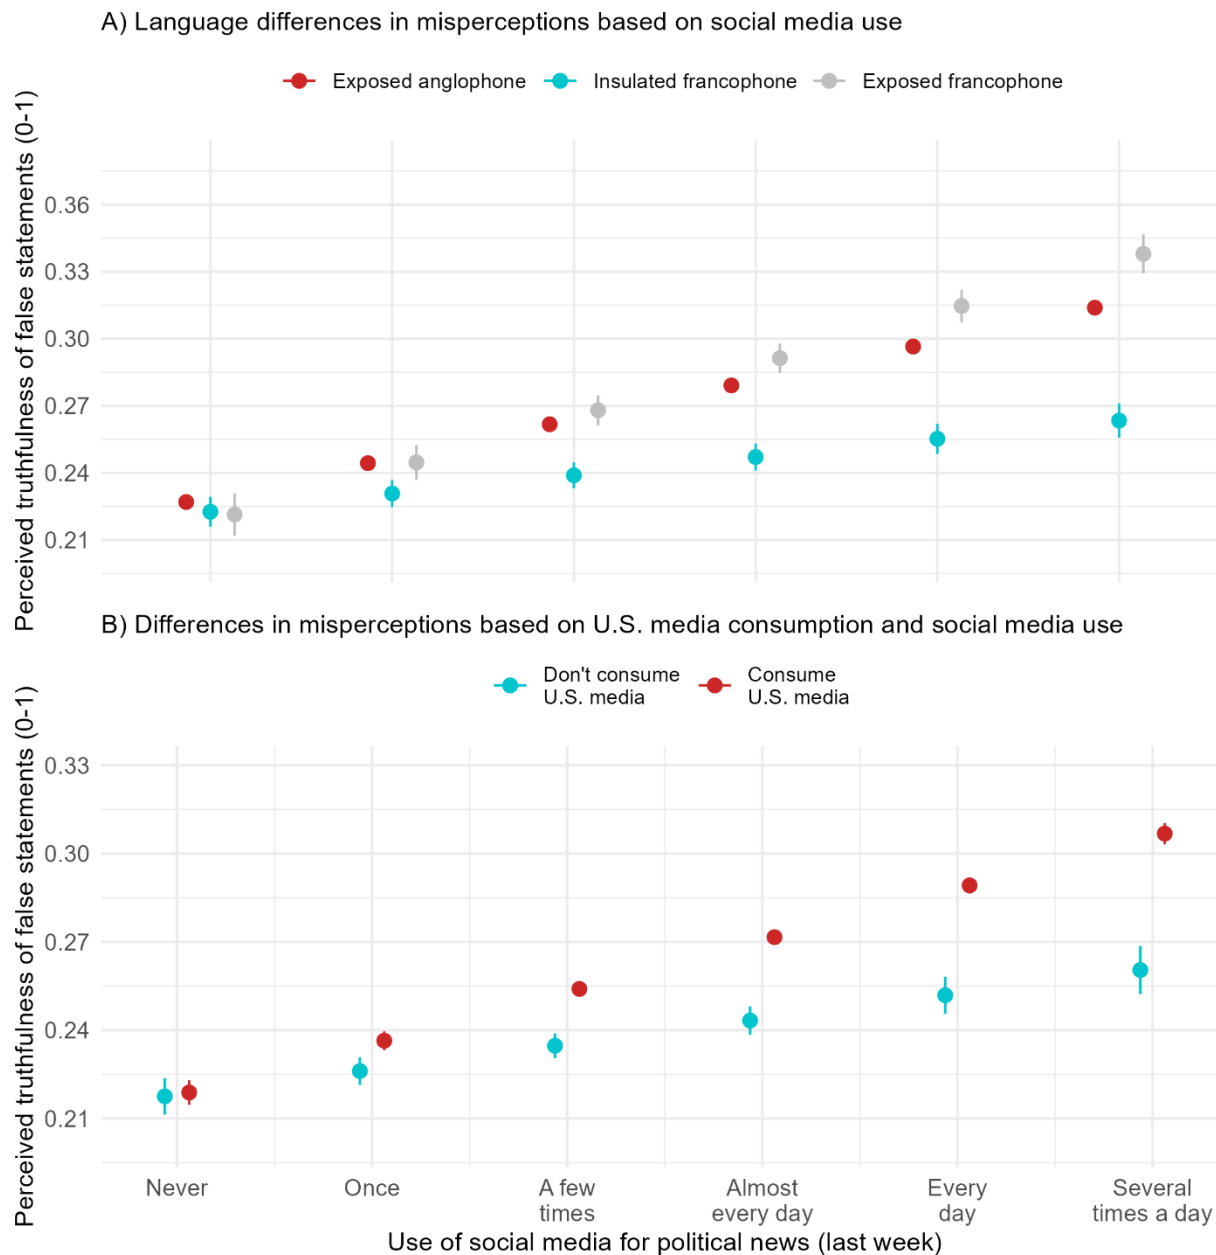 A) Language differences in misperceptions based on social media use
Exposed anglophone Insulated francophone Exposed francophone
Perceived truthfulness of false statements (0-1)
0.36
0.33
0.30
0.27
0.24
0.21
B) Differences in misperceptions based on U.S. media consumption and social media use
Don't consume
U.S. media
Consume
U.S. media
Perceived truthfulness of false statements (0-1)
0.33
0.30
0.27
0.24
0.21
Never
Once
A few
times
Almost
every day
Every
day
Several
times a day
Use of social media for political news (last week)